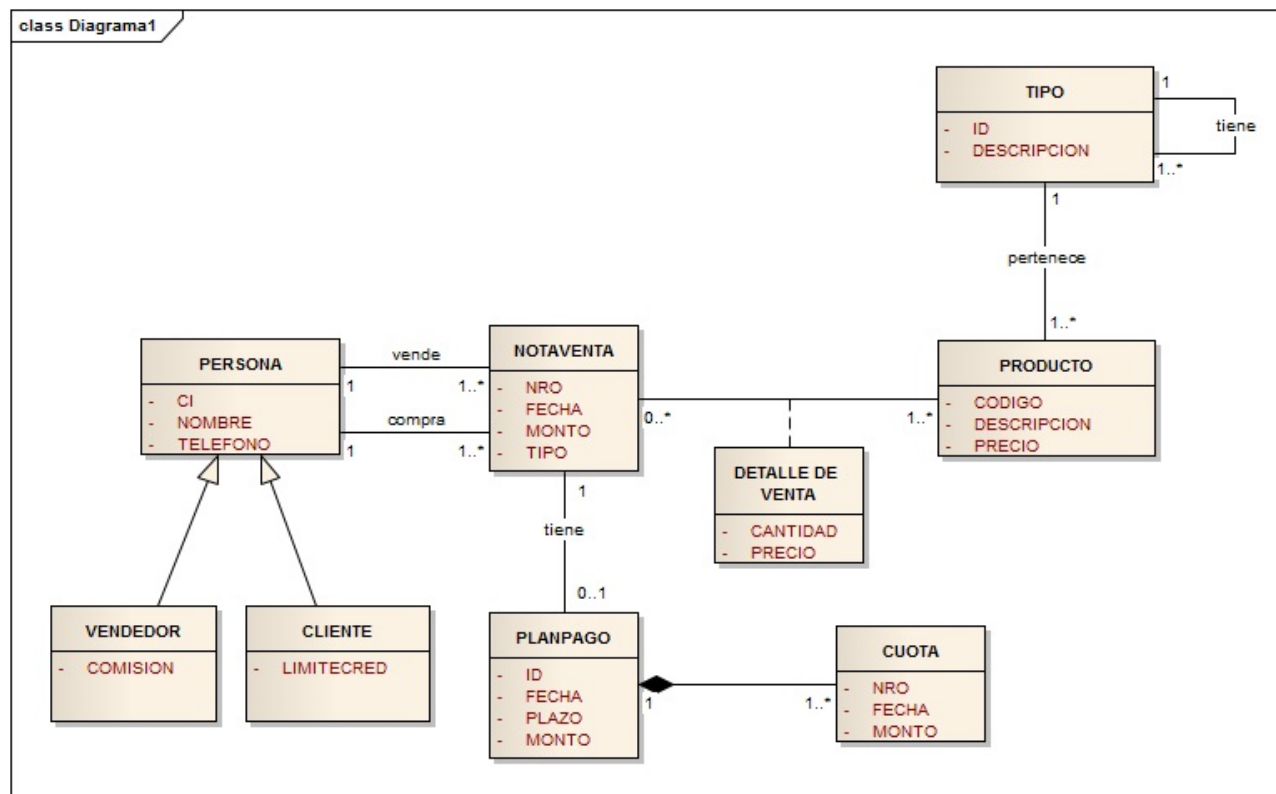 class Diagrama1
TIPO
- ID
- DESCRIPCION
1
tiene
1..*
1
pertenece
1..*
PERSONA
- CI
- NOMBRE
- TELEFONO
vende
1
1..*
compra
1
1..*
NOTAVENTA
- NRO
- FECHA
- MONTO
- TIPO
0..*
1..*
PRODUCTO
- CODIGO
- DESCRIPCION
- PRECIO
DETALLE DE
VENTA
- CANTIDAD
- PRECIO
1
tiene
0..1
VENDEDOR
- COMISION
CLIENTE
- LIMITECRED
PLANPAGO
- ID
- FECHA
- PLAZO
- MONTO
1
1..*
CUOTA
- NRO
- FECHA
- MONTO